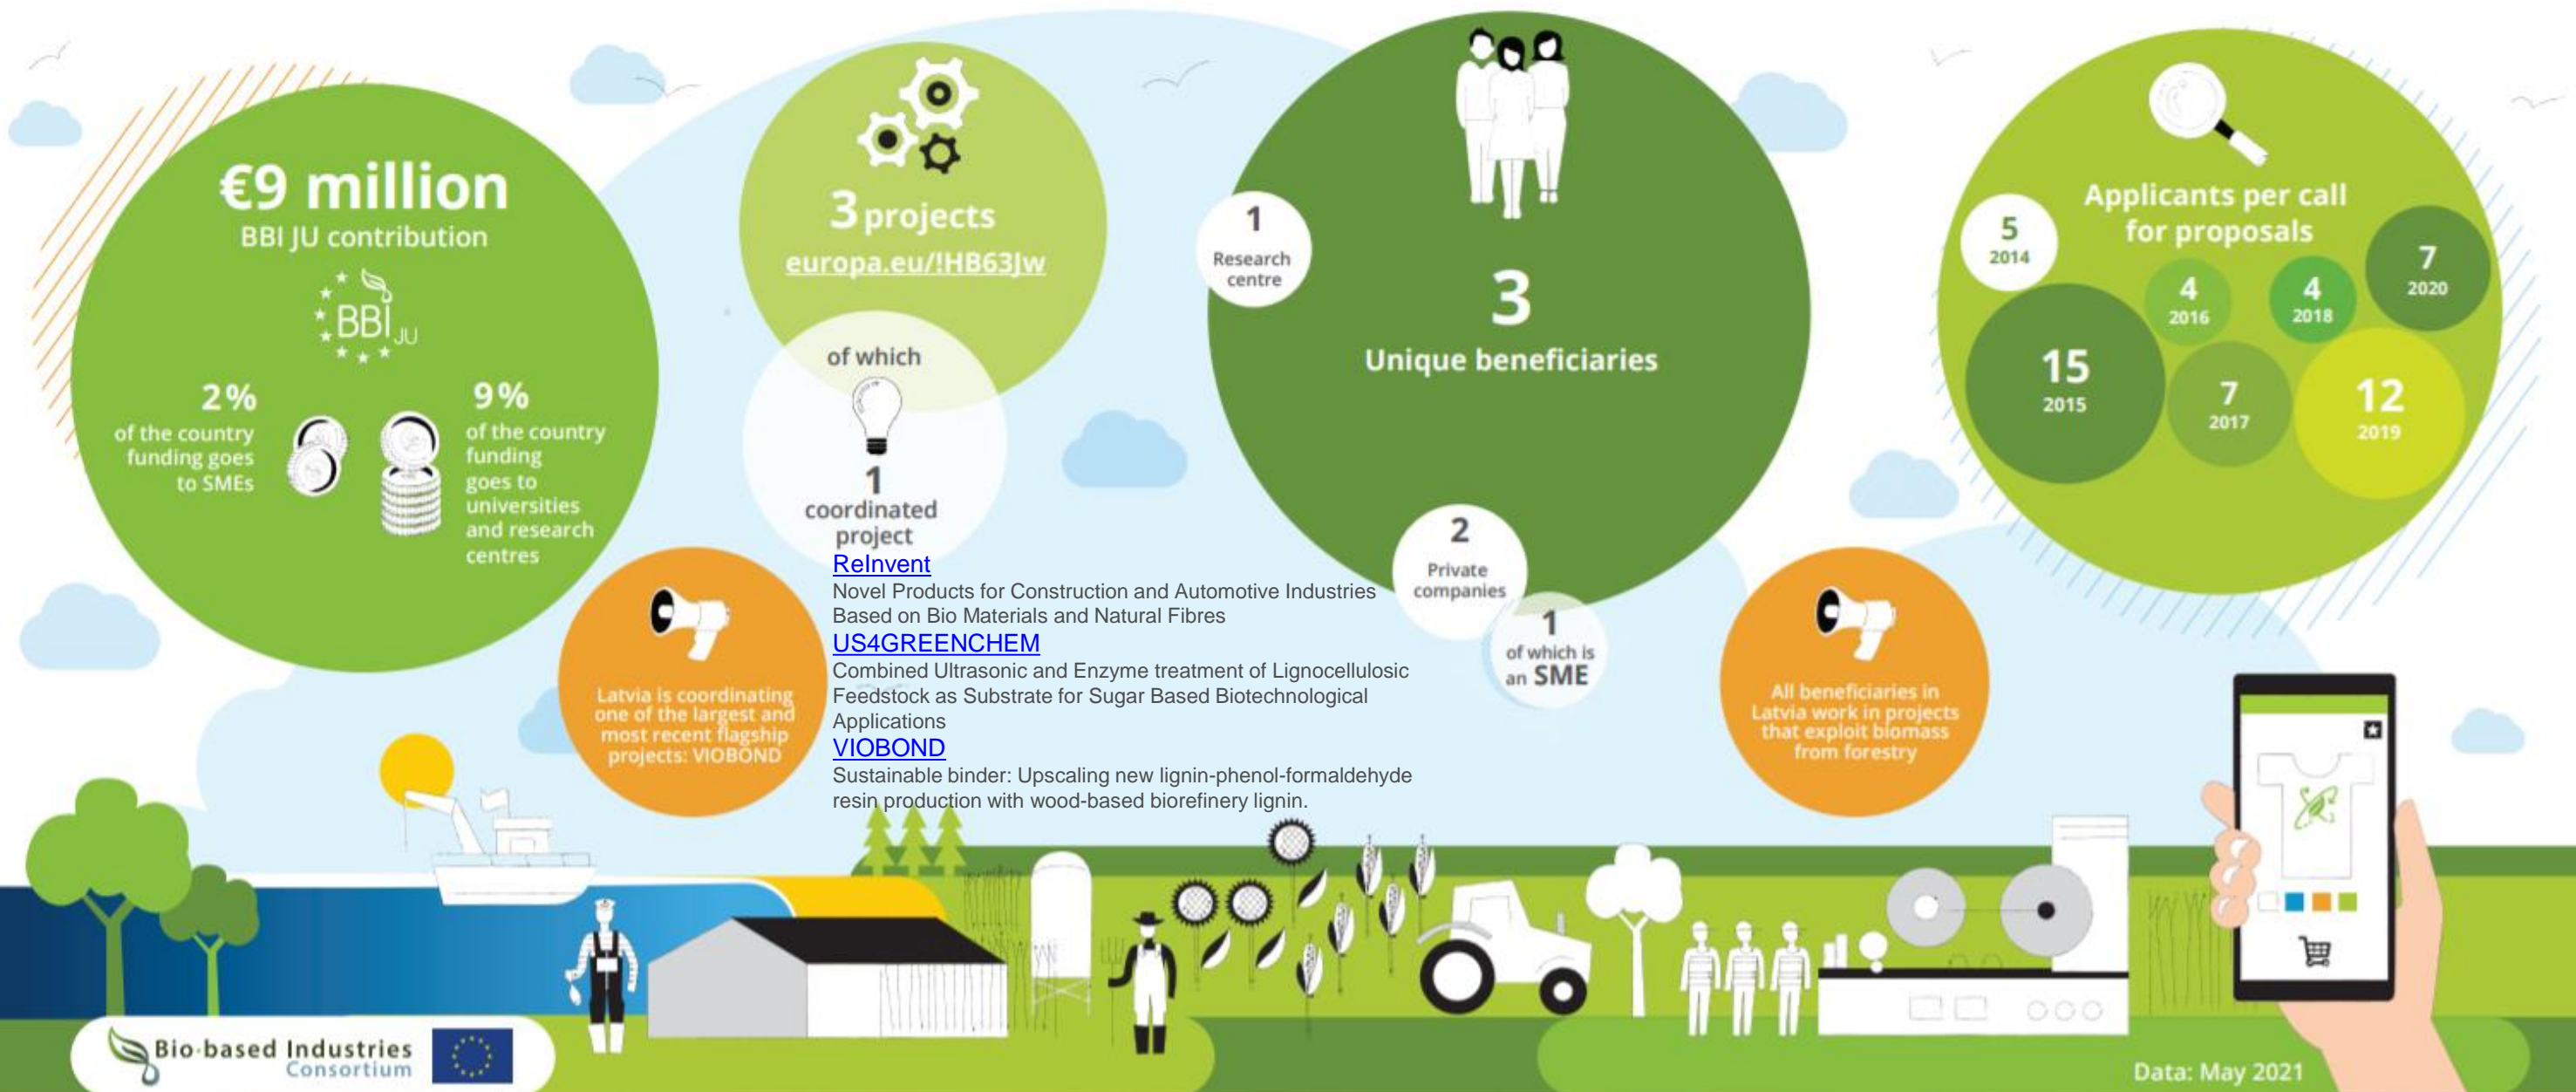 €9 million
BBI JU contribution
BBI JU
2%
of the country
funding goes
to SMEs
9%
of the country
funding
goes to
universities
and research
centres
3 projects
europa.eu/!HB63Jw
of which
1
coordinated
project
ReInvent
Novel Products for Construction and Automotive Industries
Based on Bio Materials and Natural Fibres
US4GREENCHEM
Combined Ultrasonic and Enzyme treatment of Lignocellulosic
Feedstock as Substrate for Sugar Based Biotechnological
Applications
VIOBOND
Sustainable binder: Upscaling new lignin-phenol-formaldehyde
resin production with wood-based biorefinery lignin.
Latvia is coordinating
one of the largest and
most recent flagship
projects: VIOBOND
1
Research
centre
3
Unique beneficiaries
2
Private
companies
1
of which is
an SME
Applicants per call
for proposals
5
2014
15
2015
4
2016
7
2017
4
2018
12
2019
7
2020
All beneficiaries in
Latvia work in projects
that exploit biomass
from forestry
Bio-based Industries
Consortium
Data: May 2021